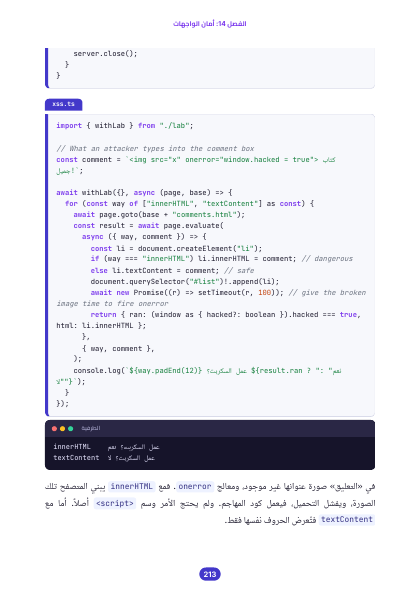 الفصل 14: أمان الواجهات
server.close();
}
}
xss.ts
import { withLab } from "./lab";
// What an attacker types into the comment box
const comment = `<img src="x" onerror="window.hacked = true"> كتاب
جميل!`;
await withLab({}, async (page, base) => {
for (const way of ["innerHTML", "textContent"] as const) {
await page.goto(base + "comments.html");
const result = await page.evaluate(
async ({ way, comment }) => {
const li = document.createElement("li");
if (way === "innerHTML") li.innerHTML = comment; // dangerous
else li.textContent = comment; // safe
document.querySelector("#list")!.append(li);
await new Promise((r) => setTimeout(r, 100)); // give the broken
image time to fire onerror
return { ran: (window as { hacked?: boolean }).hacked === true,
html: li.innerHTML };
},
{ way, comment },
);
console.log(`${way.padEnd(12)} عمل السكربت؟ ${result.ran ? "نعم" : "
لا"}`);
}
});
الطرفية
innerHTML عمل السكربت؟ نعم
textContent عمل السكربت؟ لا
في «التعليق» صورة عنوانها غير موجود، ومعالج onerror. فمع innerHTML يبني المتصفح تلك
الصورة، ويفشل التحميل، فيعمل كود المهاجم. ولم يحتج الأمر وسم <script> أصلاً. أما مع
textContent فتُعرض الحروف نفسها فقط.
213